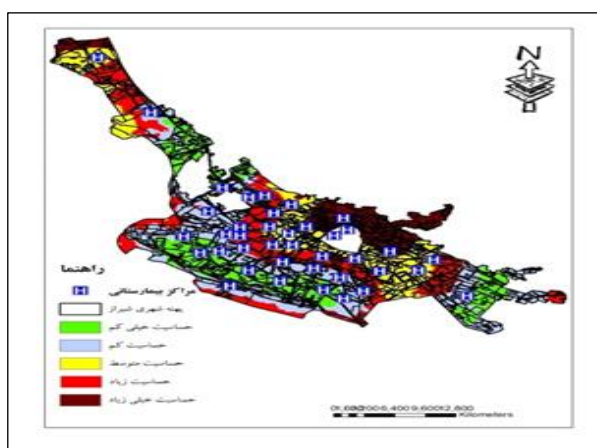 N
راهنما
H مراکز بیمارستانی
پهنه شهری شیراز
حساسیت خیلی کم
حساسیت کم
حساسیت متوسط
حساسیت زیاد
حساسیت خیلی زیاد
Kilometers